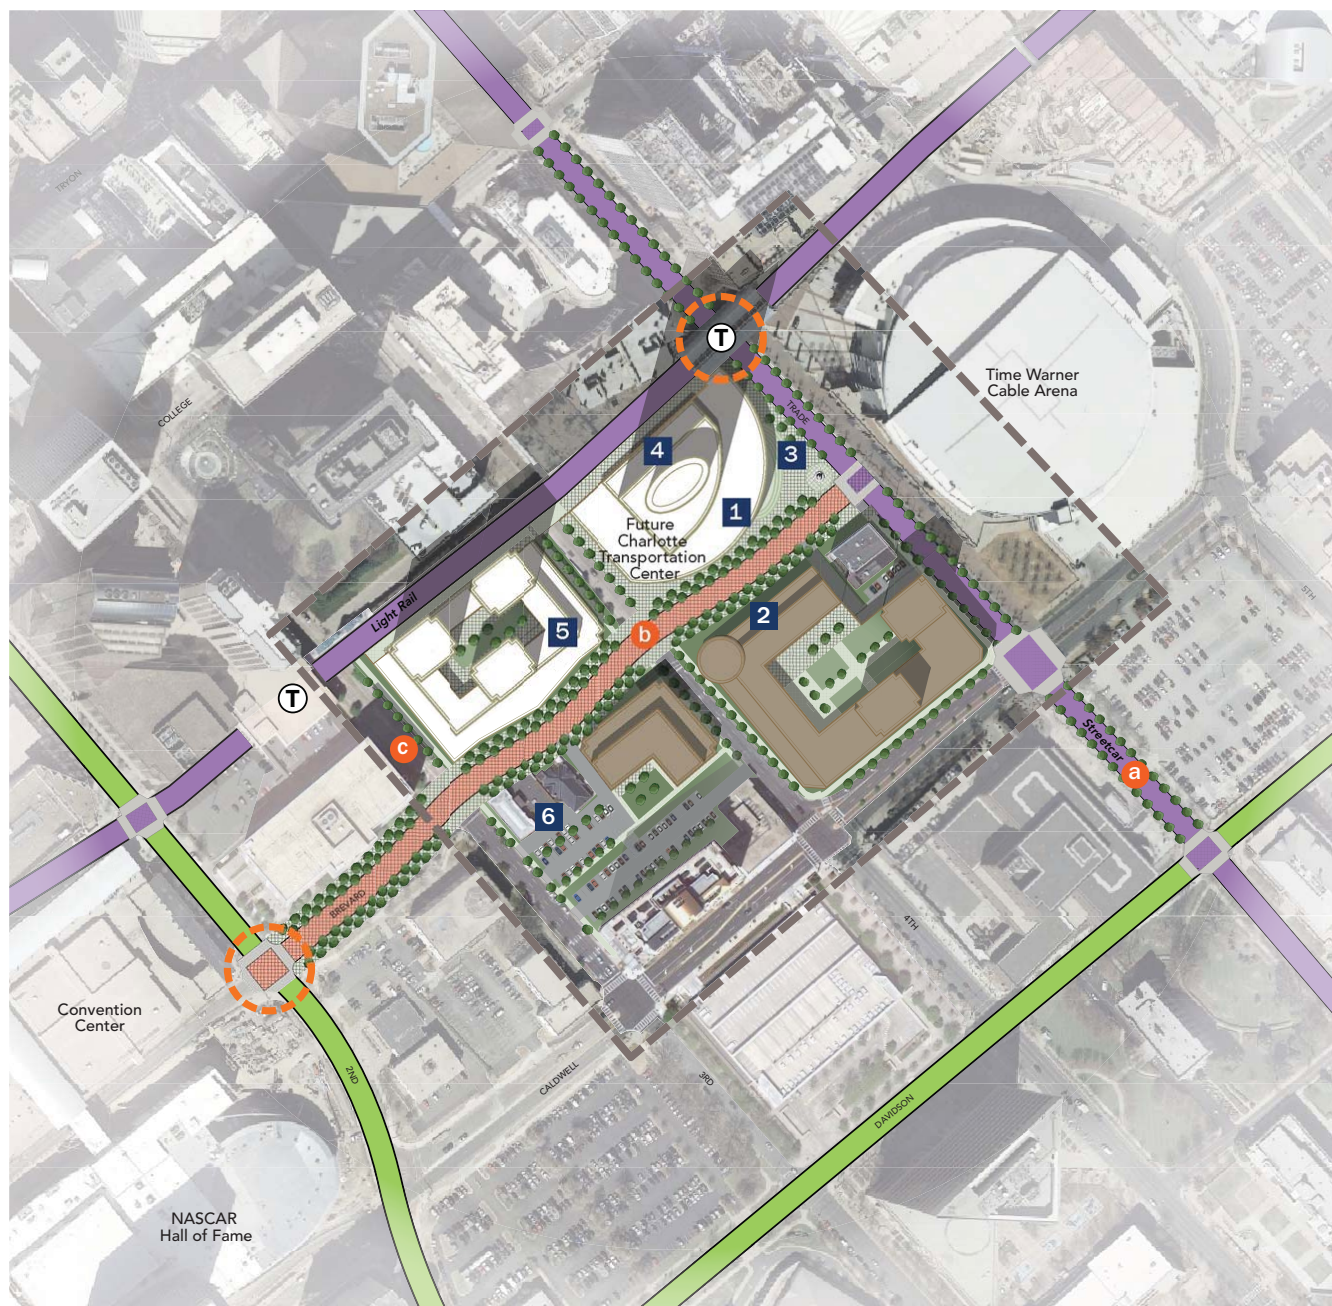 TRYON
COLLEGE
T
Time Warner
Cable Arena
TRADE
4
3
1
Future
Charlotte
Transportation
Center
5TH
Light Rail
5
b
2
T
c
Streetcar
a
6
BREVARD
4TH
Convention
Center
2ND
CALDWELL
3RD
DAVIDSON
NASCAR
Hall of Fame